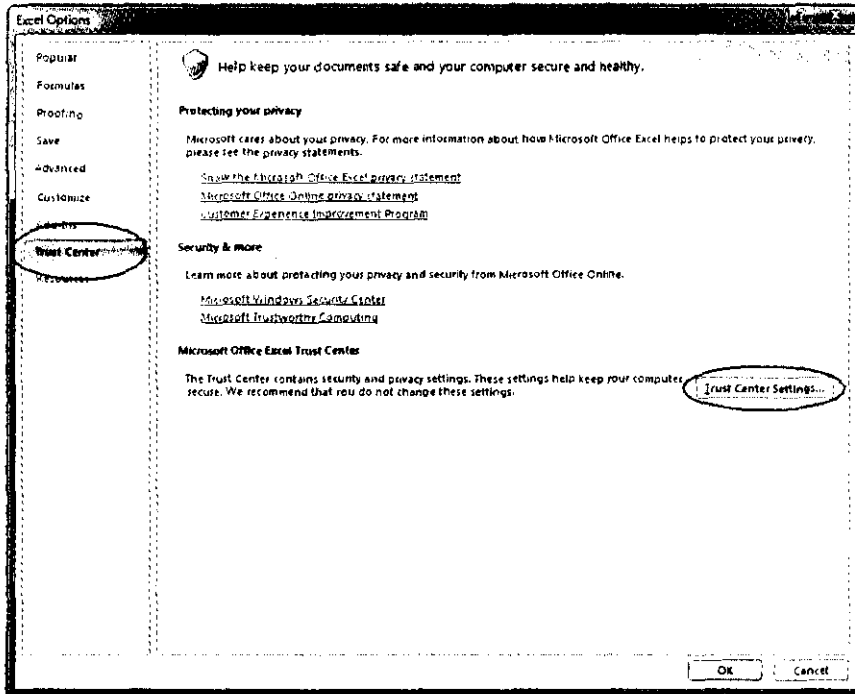 Excel Options
Popular
Formulas
Proofing
Save
Advanced
Customize
Add-Ins
Trust Center
Resources
Help keep your documents safe and your computer secure and healthy.
Protecting your privacy
Microsoft cares about your privacy. For more information about how Microsoft Office Excel helps to protect your privacy,
please see the privacy statements.
Show the Microsoft Office Excel privacy statement
Microsoft Office Online privacy statement
Customer Experience Improvement Program
Security & more
Learn more about protecting your privacy and security from Microsoft Office Online.
Microsoft Windows Security Center
Microsoft Trustworthy Computing
Microsoft Office Excel Trust Center
The Trust Center contains security and privacy settings. These settings help keep your computer
secure. We recommend that you do not change these settings.
Trust Center Settings...
OK
Cancel